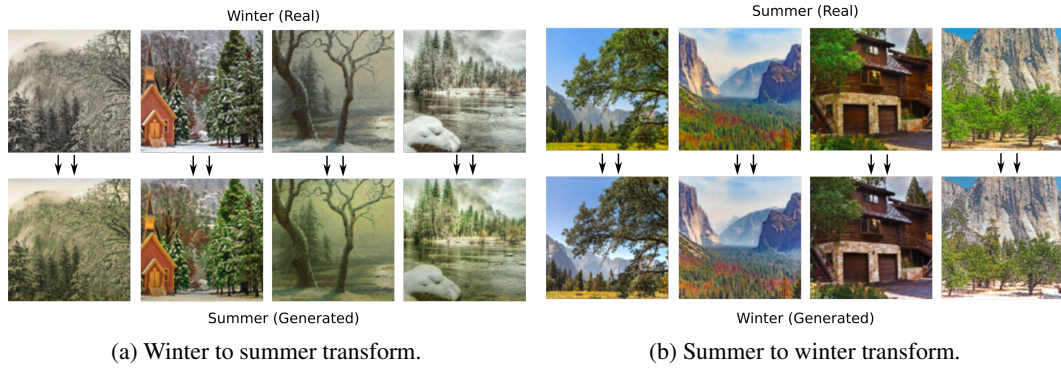 Winter (Real)
Summer (Generated)
(a) Winter to summer transform.
Summer (Real)
Winter (Generated)
(b) Summer to winter transform.